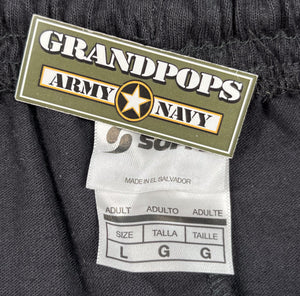 GRANDPOPS
ARMY NAVY
MADE IN EL SALVADOR
ADULT ADULTO ADULTE
SIZE TALLA TAILLE
L G G